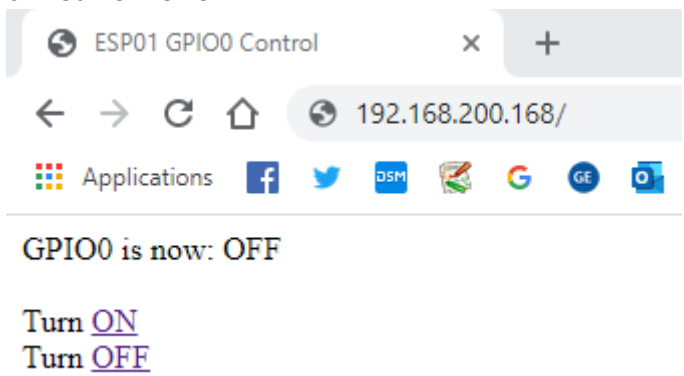 ESP01 GPIO0 Control
192.168.200.168/
Applications f DSM G GE o
GPIO0 is now: OFF
Turn ON
Turn OFF